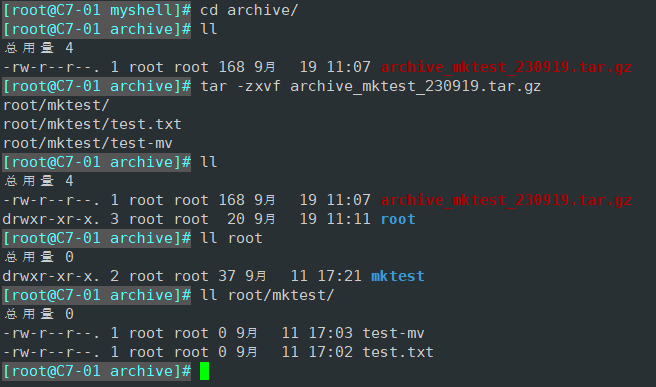 [root@C7-01 myshell]# cd archive/
[root@C7-01 archive]# ll
总用量 4
-rw-r--r--. 1 root root 168 9月  19 11:07 archive_mktest_230919.tar.gz
[root@C7-01 archive]# tar -zxvf archive_mktest_230919.tar.gz
root/mktest/
root/mktest/test.txt
root/mktest/test-mv
[root@C7-01 archive]# ll
总用量 4
-rw-r--r--. 1 root root 168 9月  19 11:07 archive_mktest_230919.tar.gz
drwxr-xr-x. 3 root root  20 9月  19 11:11 root
[root@C7-01 archive]# ll root
总用量 0
drwxr-xr-x. 2 root root 37 9月  11 17:21 mktest
[root@C7-01 archive]# ll root/mktest/
总用量 0
-rw-r--r--. 1 root root 0 9月  11 17:03 test-mv
-rw-r--r--. 1 root root 0 9月  11 17:02 test.txt
[root@C7-01 archive]#